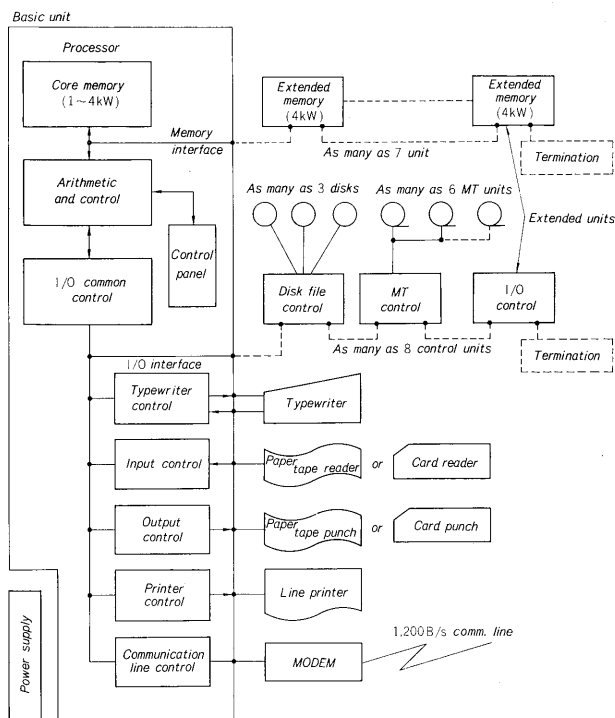 Basic unit
Processor
Core memory
(1~4kW)
Extended
memory
(4kW)
Extended
memory
(4kW)
Memory
interface
As many as 7 unit
Termination
Arithmetic
and control
As many as 3 disks
As many as 6 MT units
Extended units
Control
panel
I/O common
control
Disk file
control
MT
control
I/O
control
As many as 8 control units
Termination
I/O interface
Typewriter
control
Typewriter
Input control
Paper
tape reader
or
Card reader
Output
control
Paper
tape punch
or
Card punch
Printer
control
Line printer
1,200B/s comm. line
Communication
line control
MODEM
Power supply